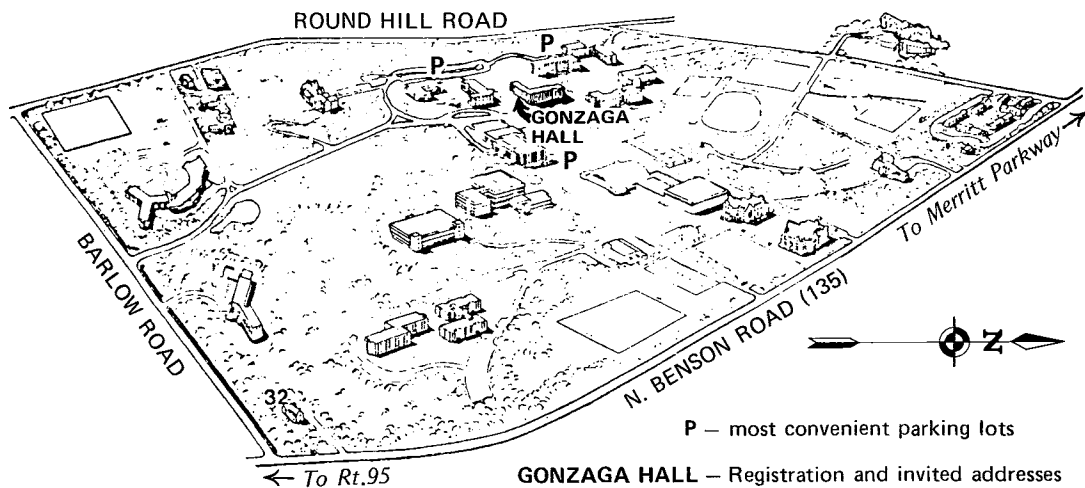 ROUND HILL ROAD
P
P
GONZAGA
HALL
P
To Merritt Parkway →
BARLOW ROAD
N. BENSON ROAD (135)
N
32
P – most convenient parking lots
← To Rt.95
GONZAGA HALL – Registration and invited addresses